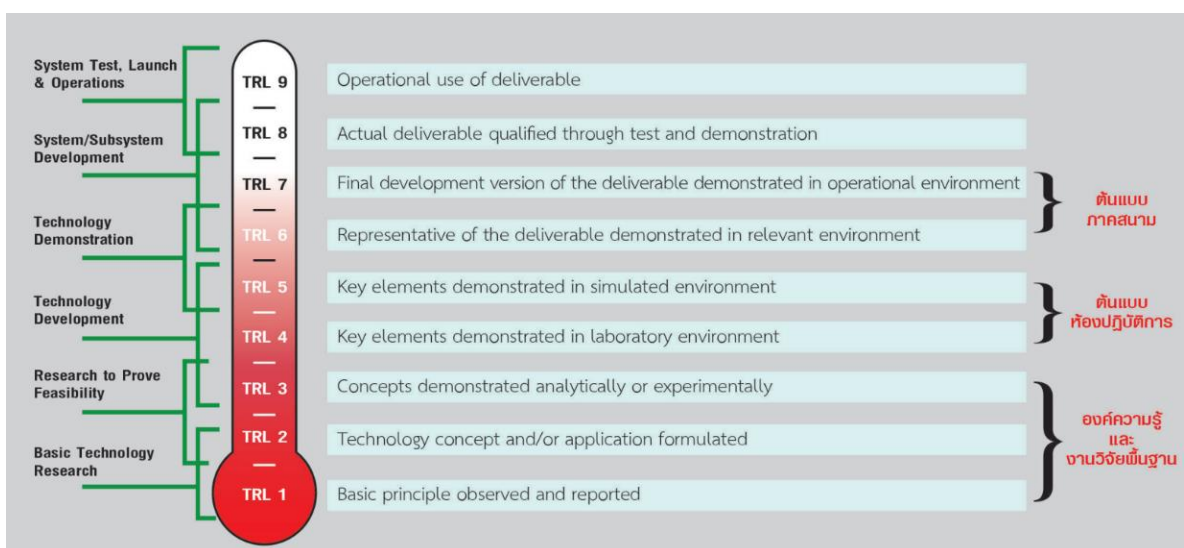 System Test, Launch
& Operations
System/Subsystem
Development
Technology
Demonstration
Technology
Development
Research to Prove
Feasibility
Basic Technology
Research
TRL 9
TRL 8
TRL 7
TRL 6
TRL 5
TRL 4
TRL 3
TRL 2
TRL 1
Operational use of deliverable
Actual deliverable qualified through test and demonstration
Final development version of the deliverable demonstrated in operational environment
Representative of the deliverable demonstrated in relevant environment
Key elements demonstrated in simulated environment
Key elements demonstrated in laboratory environment
Concepts demonstrated analytically or experimentally
Technology concept and/or application formulated
Basic principle observed and reported
ต้นแบบ
ภาคสนาม
ต้นแบบ
ห้องปฏิบัติการ
องค์ความรู้
และ
งานวิจัยพื้นฐาน